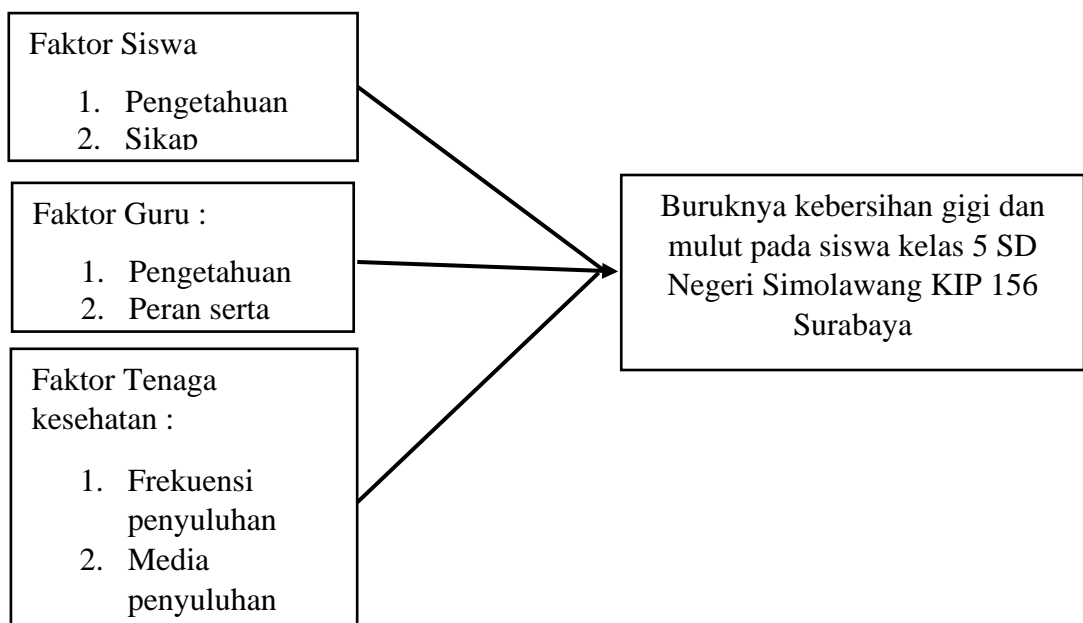 Faktor Siswa
1. Pengetahuan
2. Sikap
Faktor Guru :
1. Pengetahuan
2. Peran serta
Faktor Tenaga
kesehatan :
1. Frekuensi
penyuluhan
2. Media
penyuluhan
Buruknya kebersihan gigi dan
mulut pada siswa kelas 5 SD
Negeri Simolawang KIP 156
Surabaya